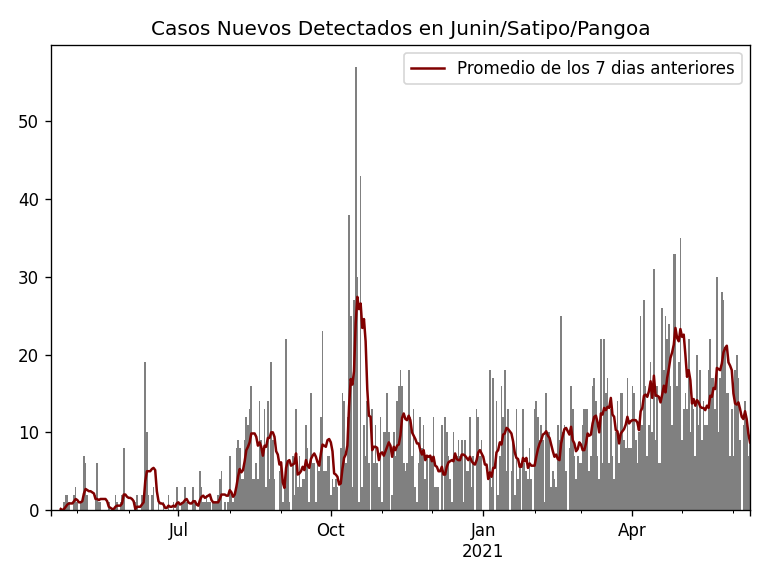 Casos Nuevos Detectados en Junin/Satipo/Pangoa
Promedio de los 7 dias anteriores
50
40
30
20
10
0
Jul
Oct
Jan
2021
Apr